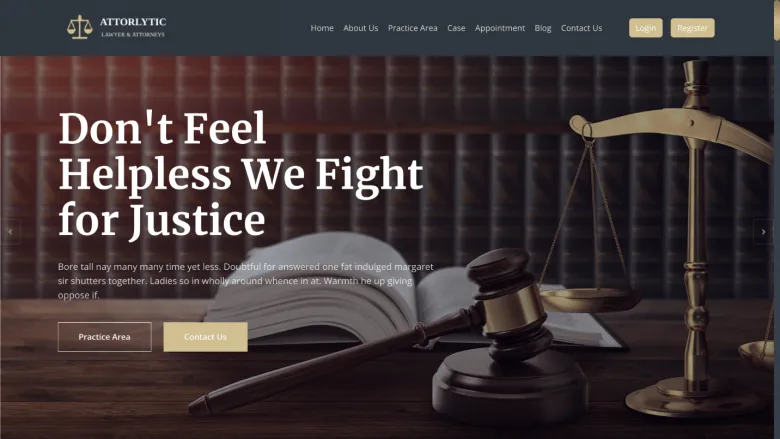 ATTORLYTIC
LAWYER & ATTORNEYS
Home About Us Practice Area Case Appointment Blog Contact Us Login Register
Don't Feel
Helpless We Fight
for Justice
Bore tall nay many many time yet less. Doubtful for answered one fat indulged margaret
sir shutters together. Ladies so in wholly around whence in at. Warmth he up giving
oppose if.
Practice Area Contact Us